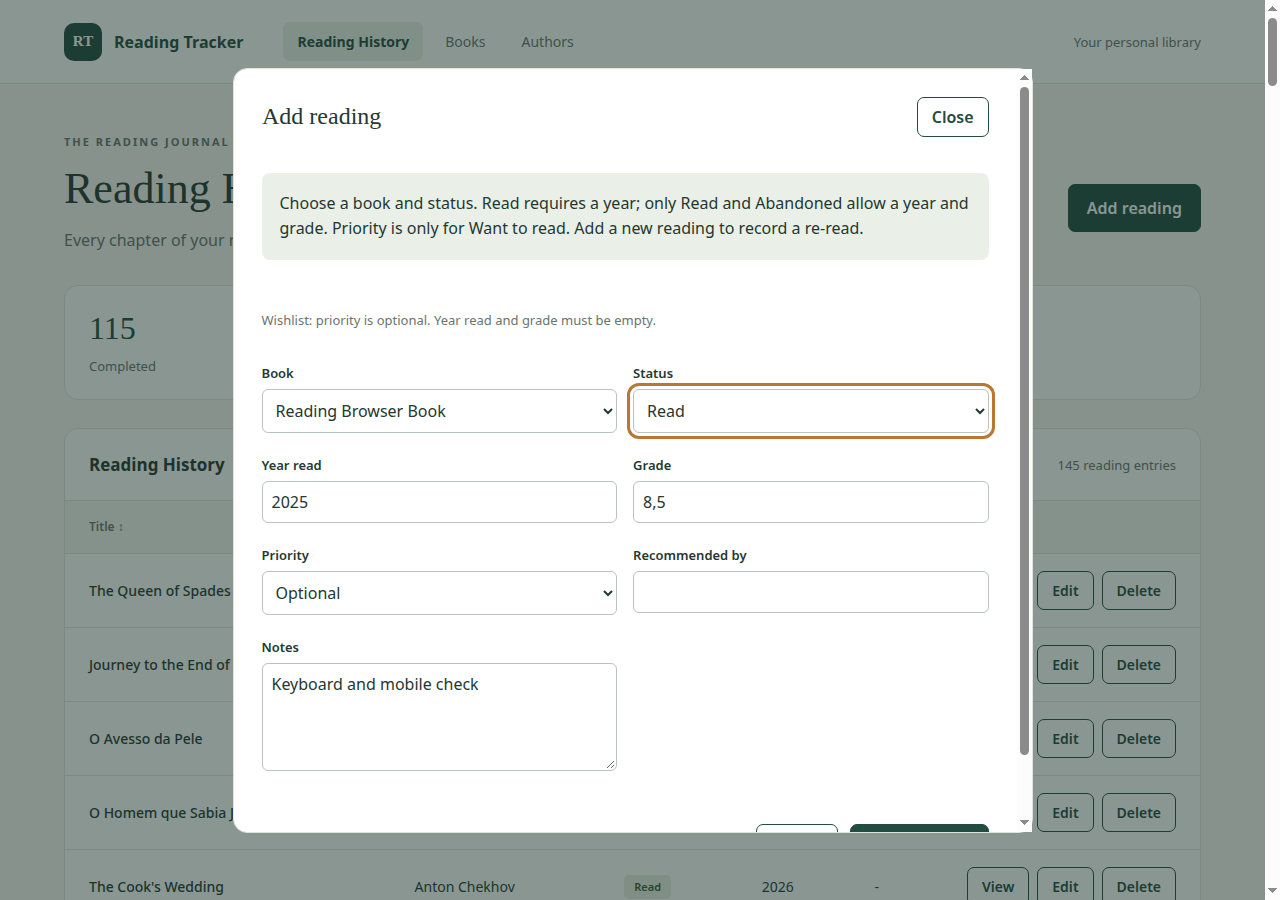 RT
Reading Tracker
Reading History
Books
Authors
Your personal library
THE READING JOURNAL
Reading
Every chapter of your
Add reading
115
Completed
Reading History
145 reading entries
Title ↕
The Queen of Spades
Edit
Delete
Journey to the End of
Edit
Delete
O Avesso da Pele
Edit
Delete
O Homem que Sabia
Edit
Delete
The Cook's Wedding
Anton Chekhov
Read
2026
-
View
Edit
Delete
Add reading
Close
Choose a book and status. Read requires a year; only Read and Abandoned allow a year and
grade. Priority is only for Want to read. Add a new reading to record a re-read.
Wishlist: priority is optional. Year read and grade must be empty.
Book
Status
Reading Browser Book
Read
Year read
Grade
2025
8,5
Priority
Recommended by
Optional
Notes
Keyboard and mobile check